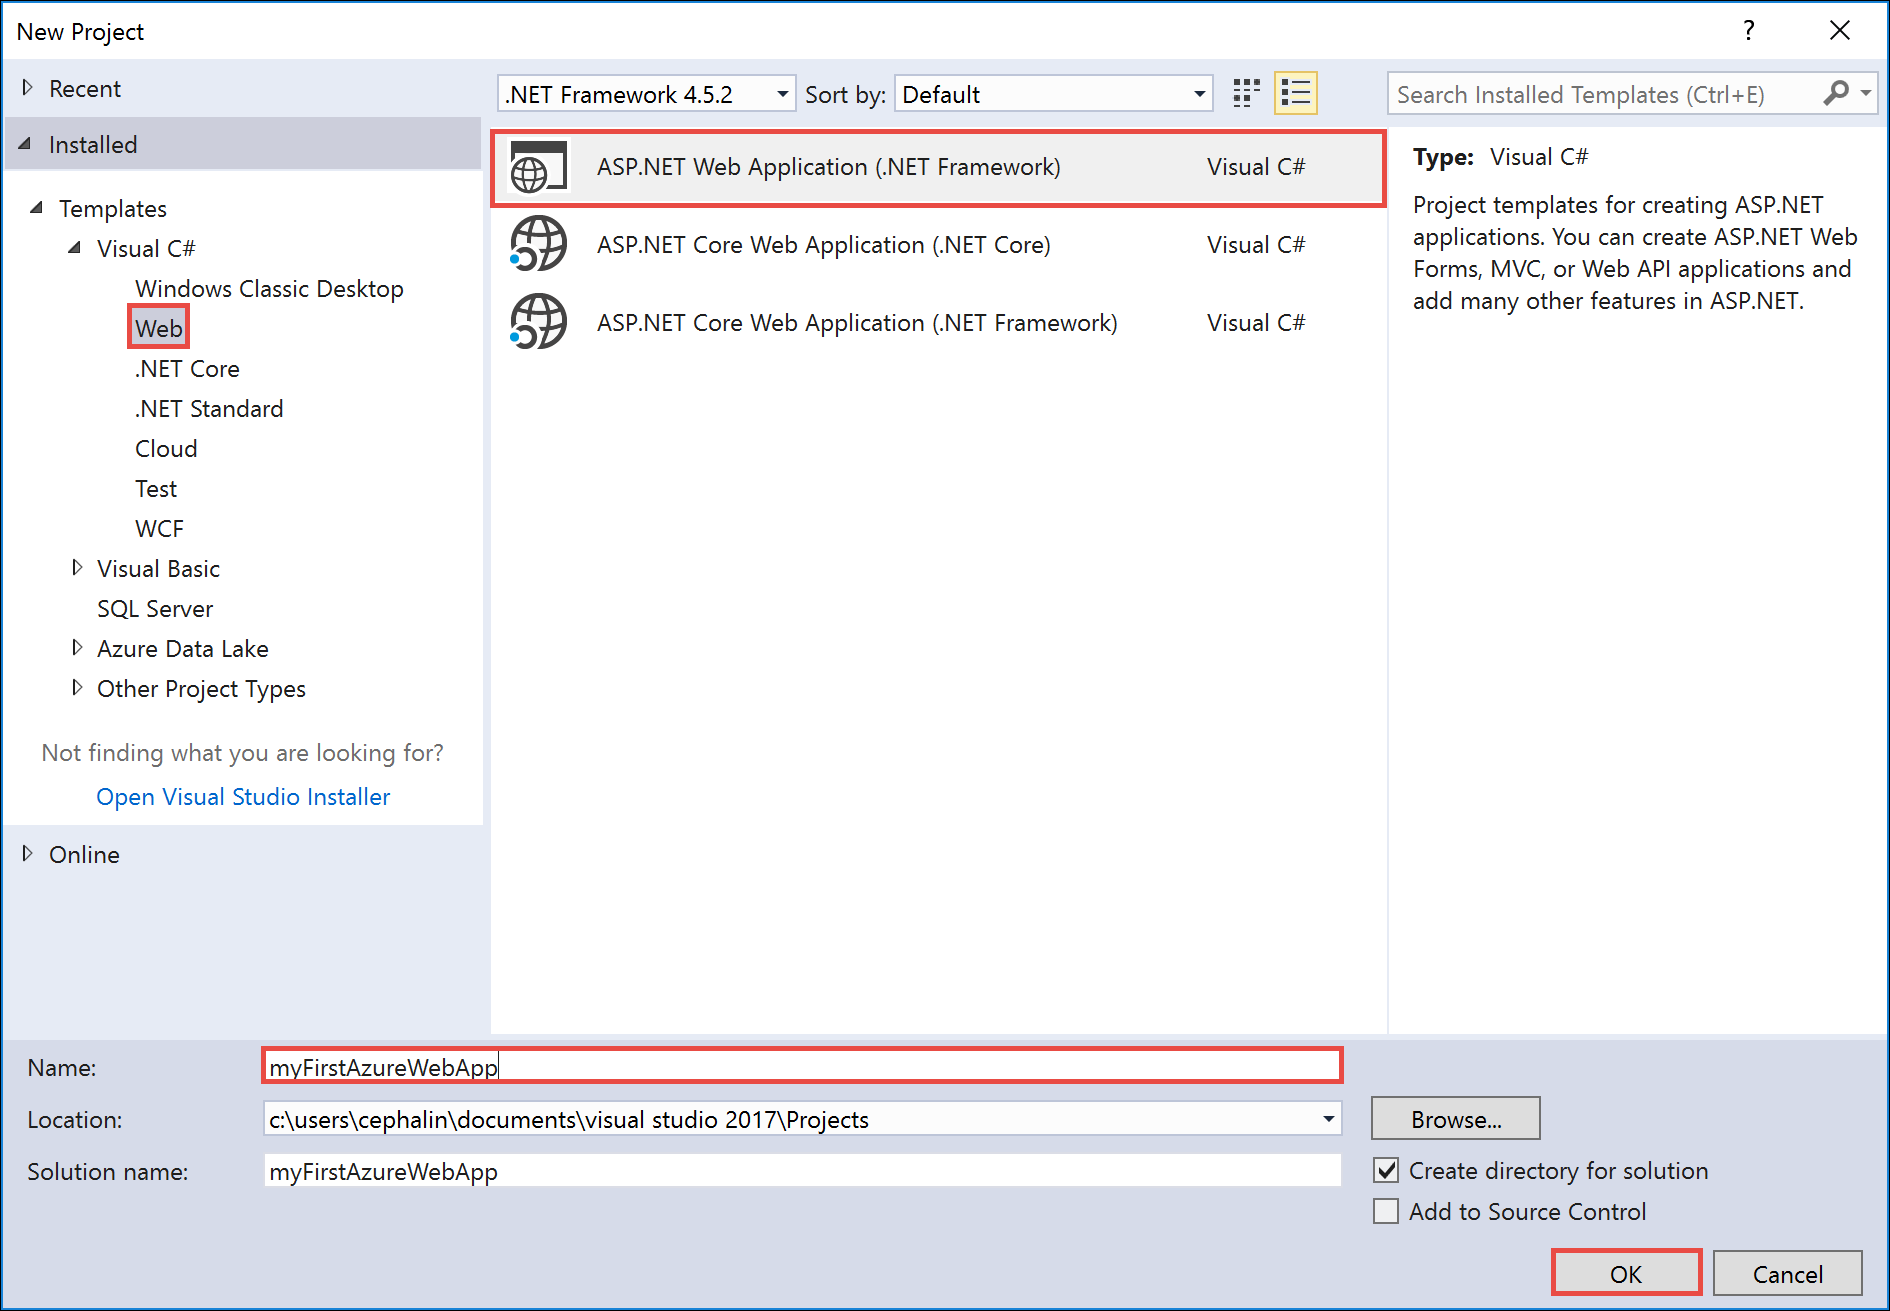 New Project
?
Recent
.NET Framework 4.5.2
Sort by:
Default
Search Installed Templates (Ctrl+E)
Installed
Templates
Visual C#
Windows Classic Desktop
Web
.NET Core
.NET Standard
Cloud
Test
WCF
Visual Basic
SQL Server
Azure Data Lake
Other Project Types
Not finding what you are looking for?
Open Visual Studio Installer
Online
ASP.NET Web Application (.NET Framework) Visual C#
ASP.NET Core Web Application (.NET Core) Visual C#
ASP.NET Core Web Application (.NET Framework) Visual C#
Type: Visual C#
Project templates for creating ASP.NET
applications. You can create ASP.NET Web
Forms, MVC, or Web API applications and
add many other features in ASP.NET.
Name: myFirstAzureWebApp
Location: c:\users\cephalin\documents\visual studio 2017\Projects
Browse...
Solution name: myFirstAzureWebApp
Create directory for solution
Add to Source Control
OK
Cancel